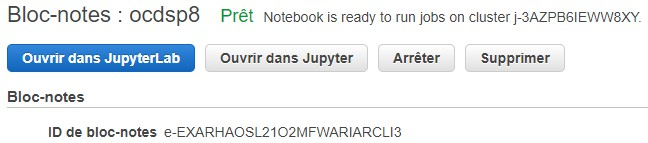 Bloc-notes : ocdsp8 Prêt Notebook is ready to run jobs on cluster j-3AZPB6IEWW8XY.
Ouvrir dans JupyterLab Ouvrir dans Jupyter Arrêter Supprimer
Bloc-notes
ID de bloc-notes e-EXARHAOSL21O2MFWARIARCLI3